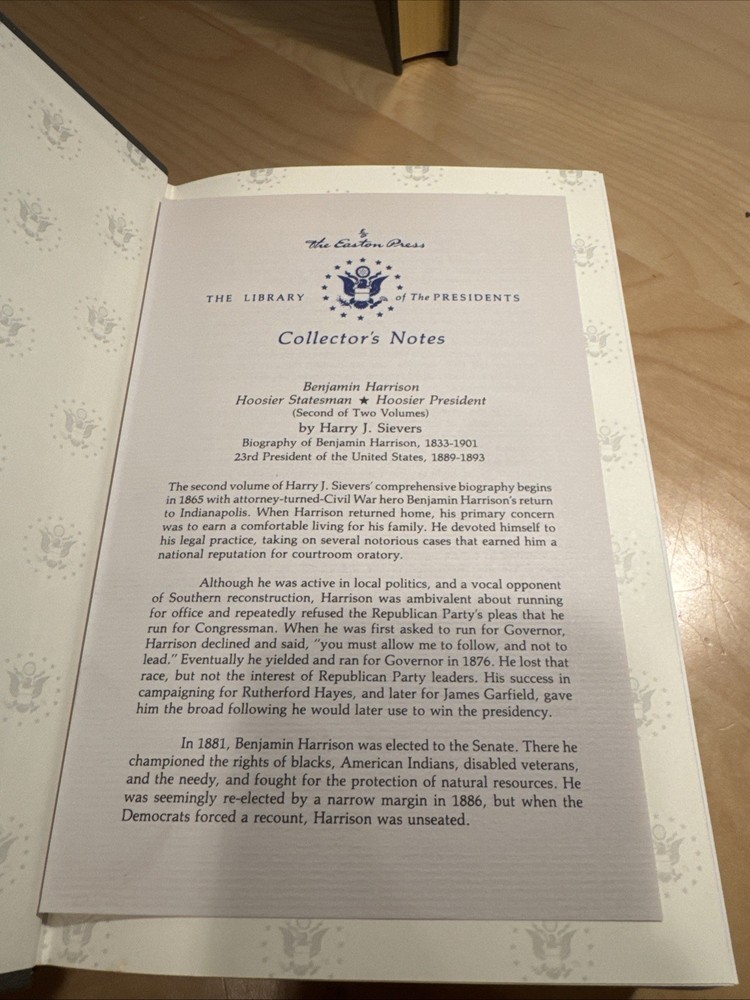 by
The Easton Press
THE LIBRARY of The PRESIDENTS
Collector's Notes
Benjamin Harrison
Hoosier Statesman ★ Hoosier President
(Second of Two Volumes)
by Harry J. Sievers
Biography of Benjamin Harrison, 1833-1901
23rd President of the United States, 1889-1893
The second volume of Harry J. Sievers' comprehensive biography begins
in 1865 with attorney-turned-Civil War hero Benjamin Harrison's return
to Indianapolis. When Harrison returned home, his primary concern
was to earn a comfortable living for his family. He devoted himself to
his legal practice, taking on several notorious cases that earned him a
national reputation for courtroom oratory.
Although he was active in local politics, and a vocal opponent
of Southern reconstruction, Harrison was ambivalent about running
for office and repeatedly refused the Republican Party's pleas that he
run for Congressman. When he was first asked to run for Governor,
Harrison declined and said, "you must allow me to follow, and not to
lead." Eventually he yielded and ran for Governor in 1876. He lost that
race, but not the interest of Republican Party leaders. His success in
campaigning for Rutherford Hayes, and later for James Garfield, gave
him the broad following he would later use to win the presidency.
In 1881, Benjamin Harrison was elected to the Senate. There he
championed the rights of blacks, American Indians, disabled veterans,
and the needy, and fought for the protection of natural resources. He
was seemingly re-elected by a narrow margin in 1886, but when the
Democrats forced a recount, Harrison was unseated.